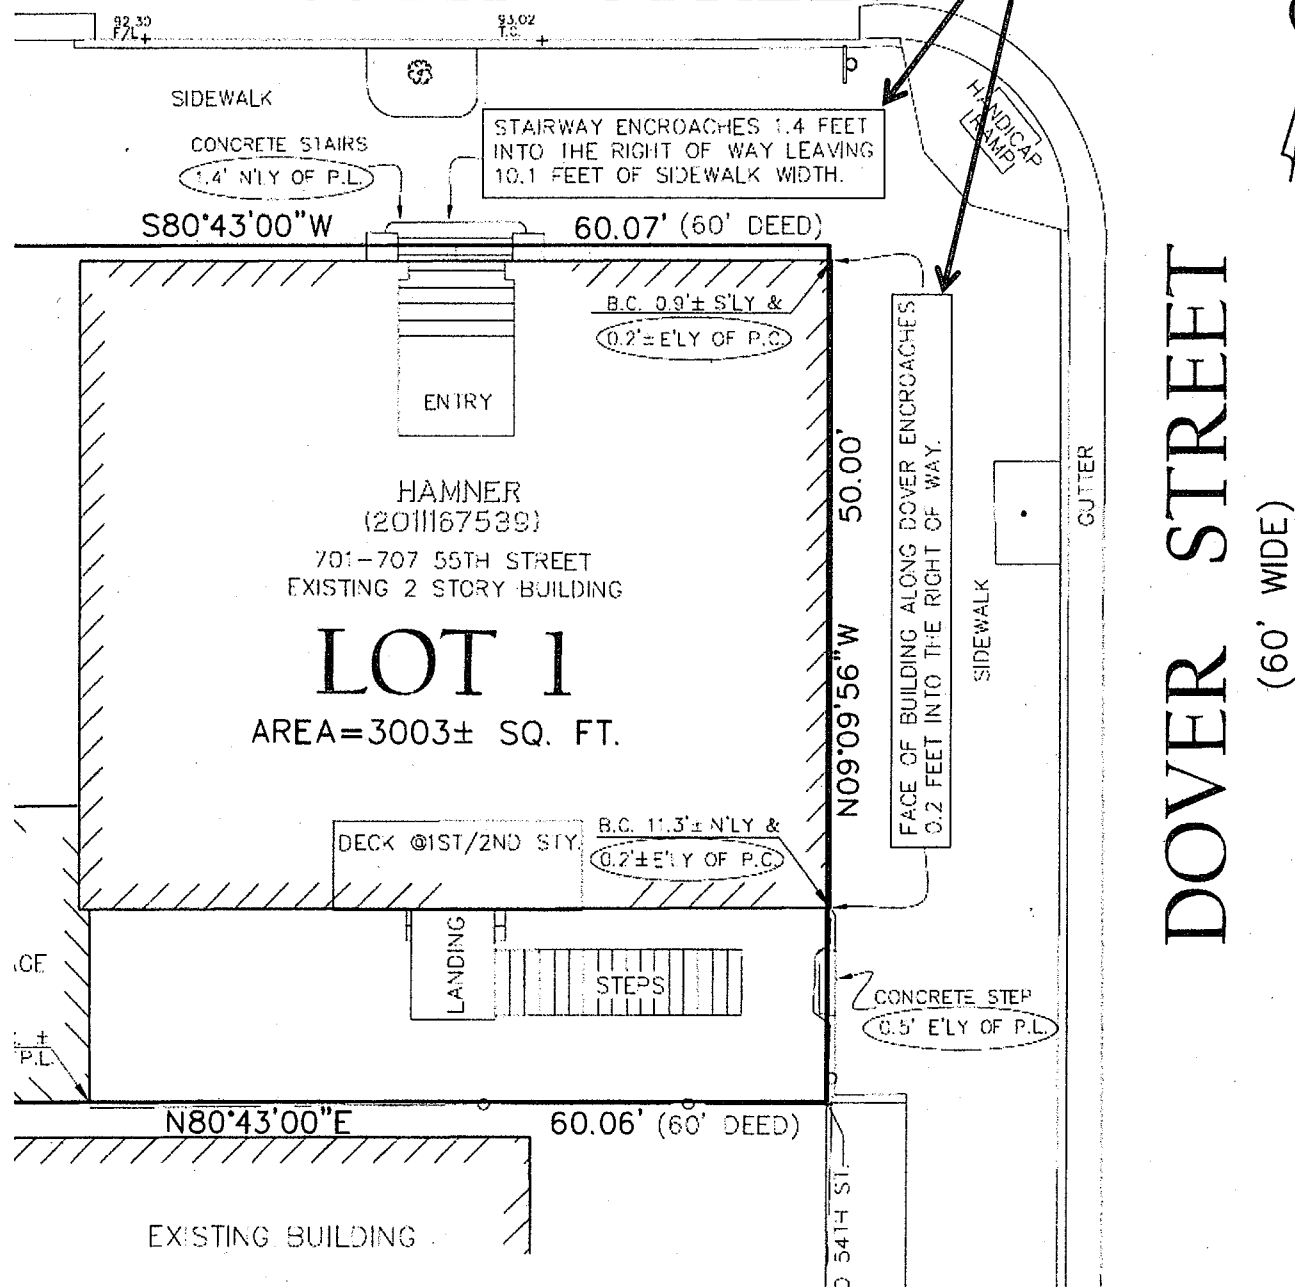 92.30
F/L
93.02
T.C.
SIDEWALK
CONCRETE STAIRS
1.4' N'LY OF P.L.
STAIRWAY ENCROACHES 1.4 FEET
INTO THE RIGHT OF WAY LEAVING
10.1 FEET OF SIDEWALK WIDTH.
HANDICAP
RAMP
S80°43'00"W
60.07' (60' DEED)
B.C. 0.9'± S'LY &
0.2'± E'LY OF P.C.
ENTRY
HAMNER
(2011167539)
701-707 55TH STREET
EXISTING 2 STORY BUILDING
LOT 1
AREA=3003± SQ. FT.
50.00'
N09°09'56"W
FACE OF BUILDING ALONG DOVER ENCROACHES
0.2 FEET INTO THE RIGHT OF WAY.
SIDEWALK
GUTTER
DOVER STREET
(60' WIDE)
DECK @1ST/2ND STY.
B.C. 11.3'± N'LY &
0.2'± E'LY OF P.C.
LANDING
STEPS
CONCRETE STEP
0.5' E'LY OF P.L.
±
P.L.
N80°43'00"E
60.06' (60' DEED)
54TH ST.
EXISTING BUILDING